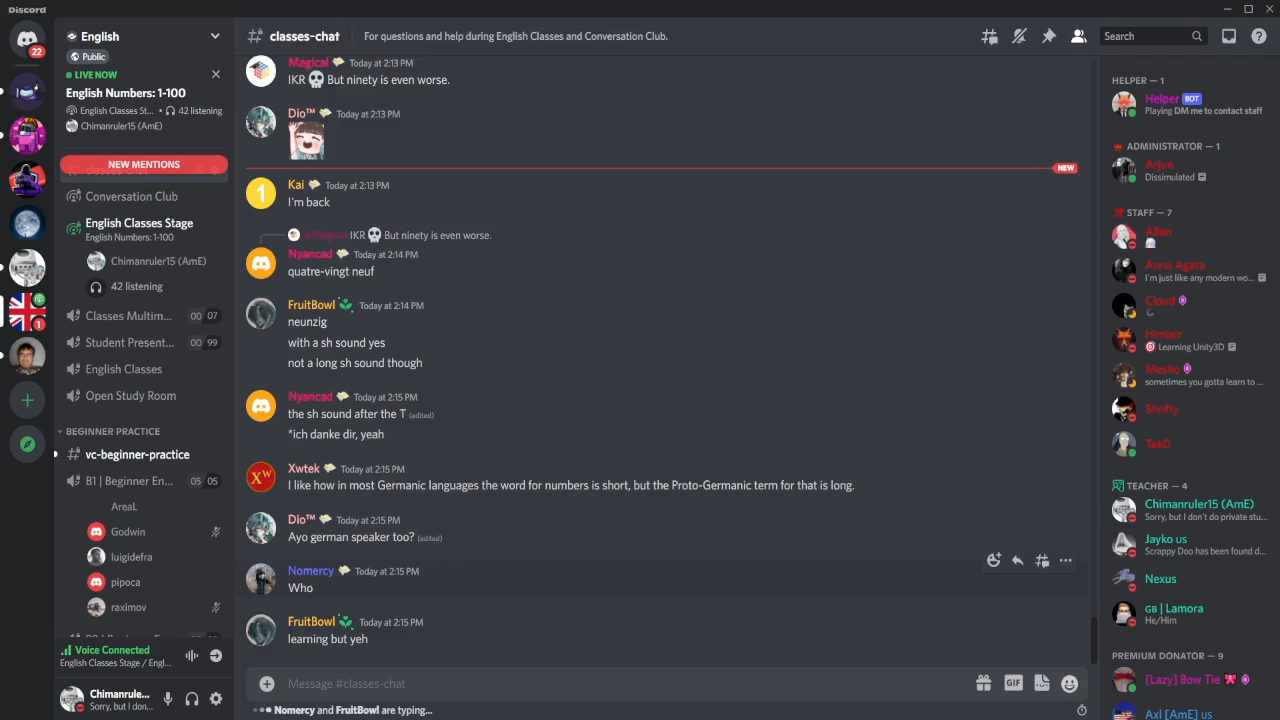 Discord
22
English
Public
LIVE NOW
English Numbers: 1-100
English Classes St... • 42 listening
Chimanruler15 (AmE)
NEW MENTIONS
Conversation Club
English Classes Stage
English Numbers: 1-100
Chimanruler15 (AmE)
42 listening
Classes Multim... 00 07
Student Present... 00 99
English Classes
Open Study Room
BEGINNER PRACTICE
vc-beginner-practice
B1 | Beginner En... 05 05
AreaL
Godwin
luigidefra
pipoca
raximov
Voice Connected
English Classes Stage / Engl...
Chimanrule...
Sorry, but I don...
1
classes-chat
For questions and help during English Classes and Conversation Club.
Search
Magical Today at 2:13 PM
IKR 💀 But ninety is even worse.
Dio™ Today at 2:13 PM
NEW
1
Kai Today at 2:13 PM
I'm back
@Magical IKR 💀 But ninety is even worse.
Nyancad Today at 2:14 PM
quatre-vingt neuf
FruitBowl Today at 2:14 PM
neunzig
with a sh sound yes
not a long sh sound though
Nyancad Today at 2:15 PM
the sh sound after the T (edited)
*ich danke dir, yeah
XW
Xwtek Today at 2:15 PM
I like how in most Germanic languages the word for numbers is short, but the Proto-Germanic term for that is long.
Dio™ Today at 2:15 PM
Ayo german speaker too? (edited)
Nomercy Today at 2:15 PM
Who
FruitBowl Today at 2:15 PM
learning but yeh
Message #classes-chat
GIF
Nomercy and FruitBowl are typing...
HELPER — 1
Helper BOT
Playing DM me to contact staff
ADMINISTRATOR — 1
Arjun
Dissimulated
STAFF — 7
Allen
Anna Agata
I'm just like any modern wo...
Cloud
Learning Unity3D
Mesho
sometimes you gotta learn to ...
Shrifty
TekD
TEACHER — 4
Chimanruler15 (AmE)
Sorry, but I don't do private stu...
Jayko us
Scrappy Doo has been found d...
Nexus
GB | Lamora
He/Him
PREMIUM DONATOR — 9
[Lazy] Bow Tie
Axl [AmE] us